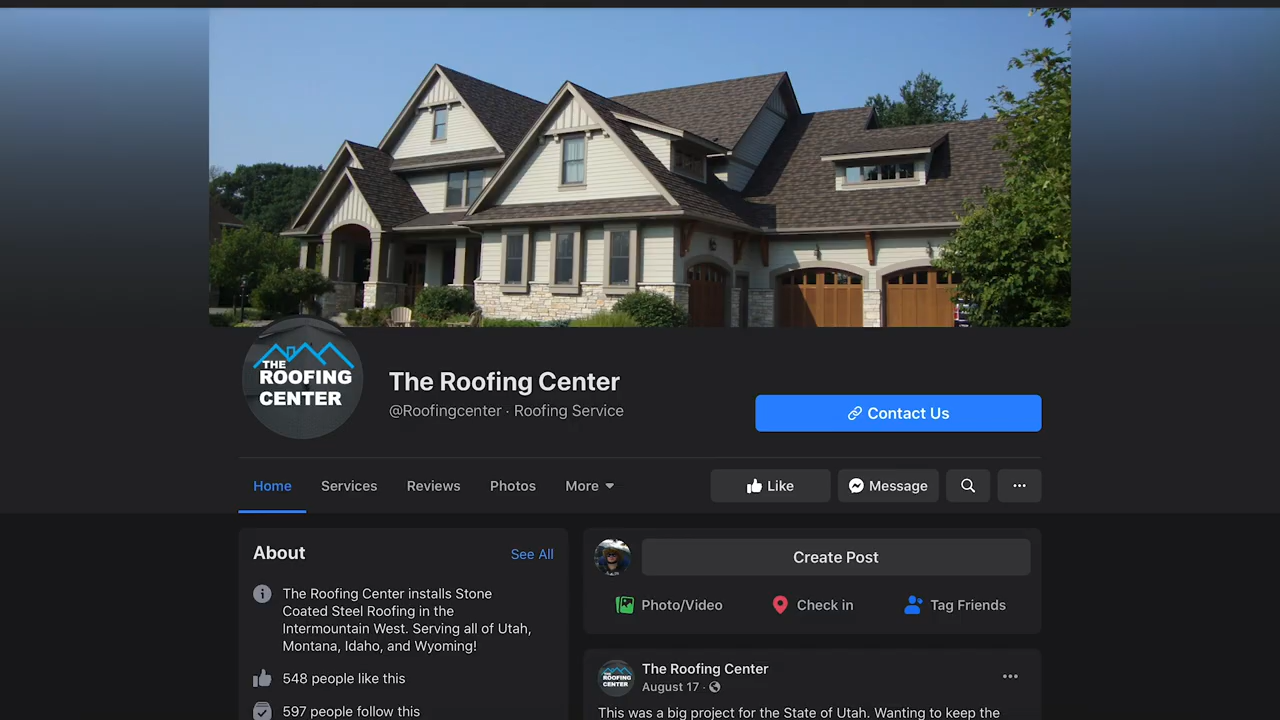 THE
ROOFING
CENTER
The Roofing Center
@Roofingcenter · Roofing Service
Contact Us
Home
Services
Reviews
Photos
More
Like
Message
About
See All
The Roofing Center installs Stone
Coated Steel Roofing in the
Intermountain West. Serving all of Utah,
Montana, Idaho, and Wyoming!
548 people like this
597 people follow this
Create Post
Photo/Video
Check in
Tag Friends
THE
ROOFING
CENTER
The Roofing Center
August 17 ·
This was a big project for the State of Utah. Wanting to keep the